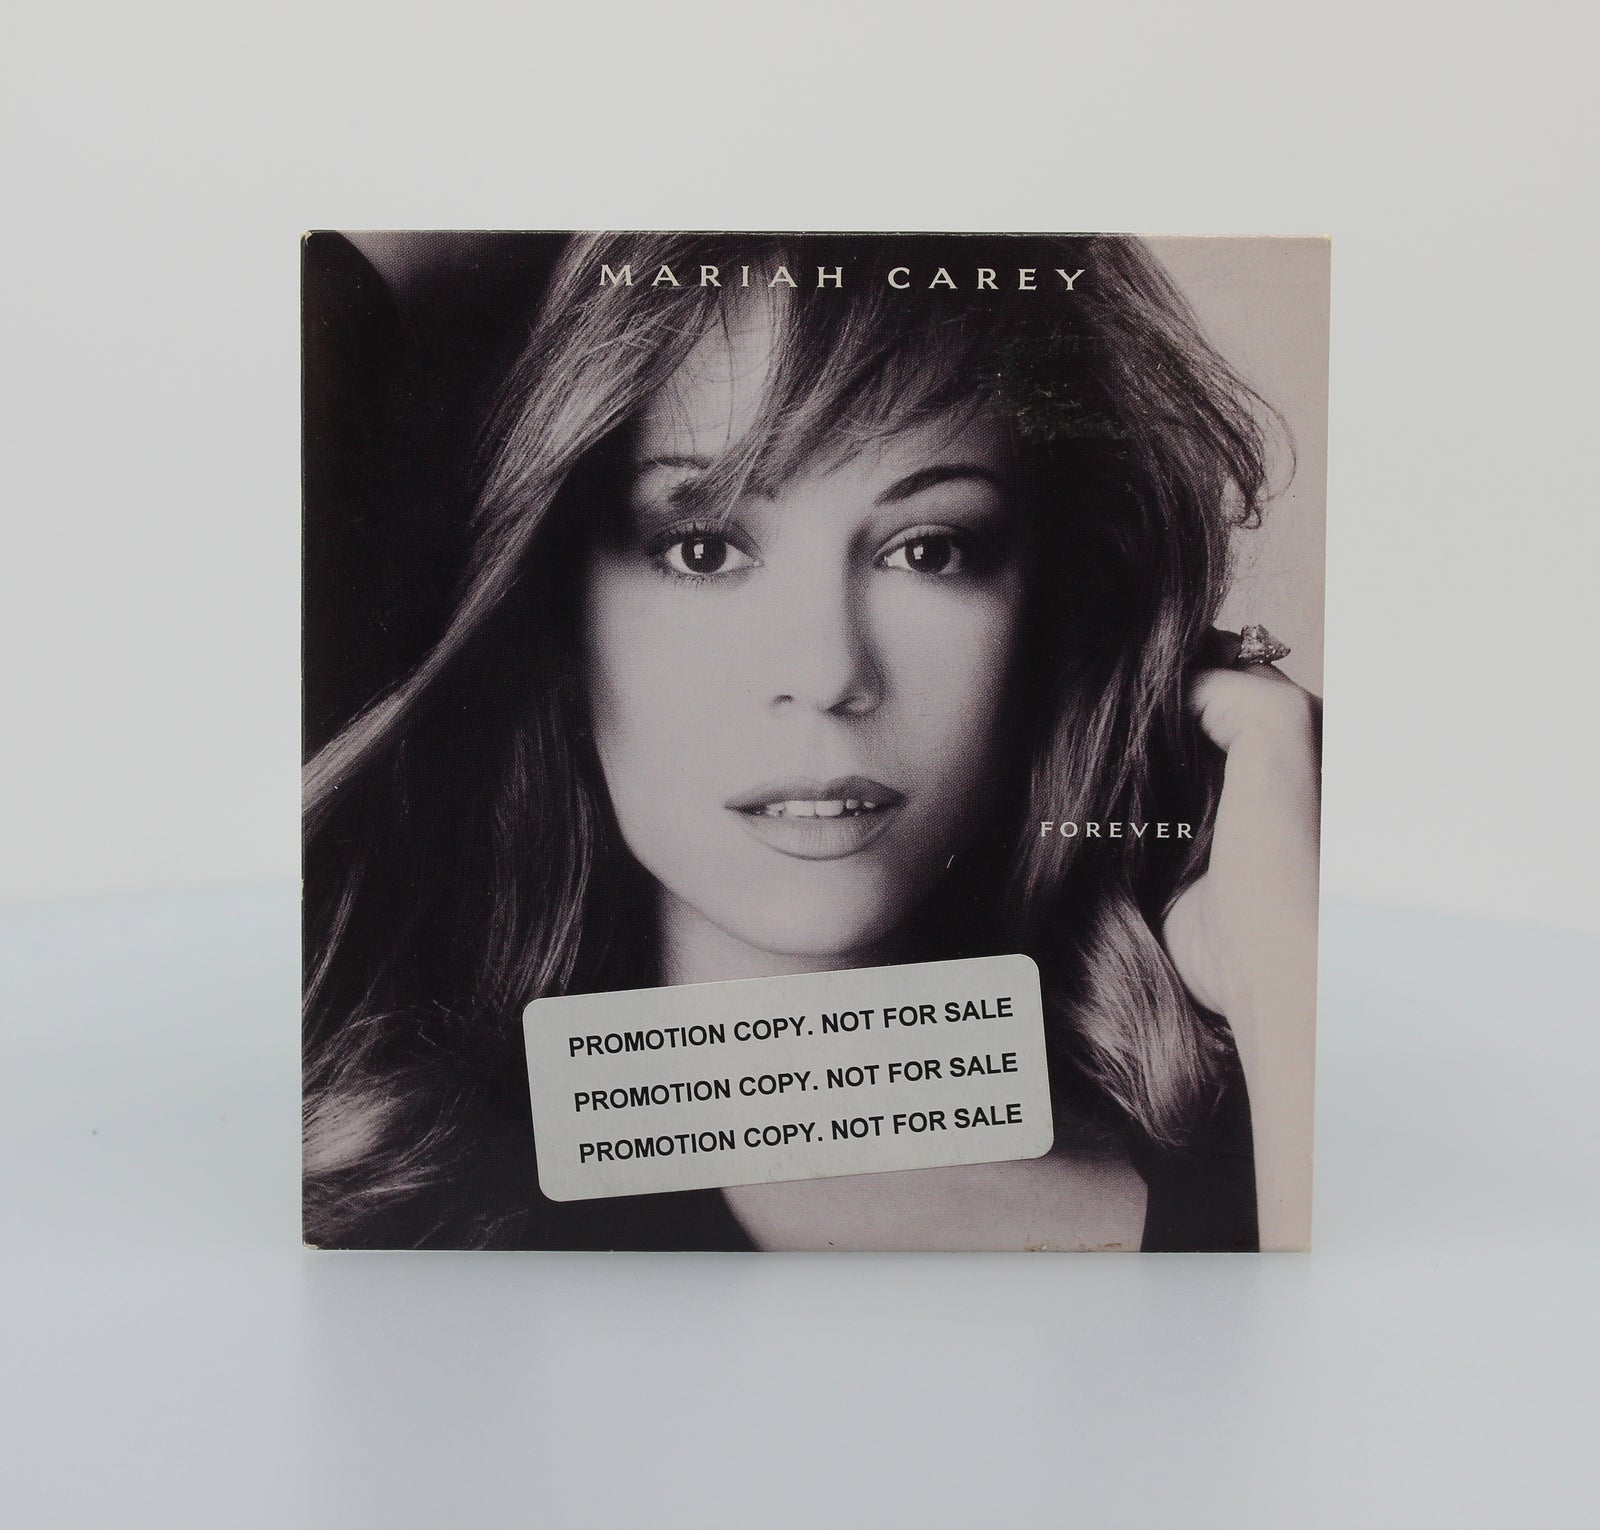 MARIAH CAREY
FOREVER
PROMOTION COPY. NOT FOR SALE
PROMOTION COPY. NOT FOR SALE
PROMOTION COPY. NOT FOR SALE